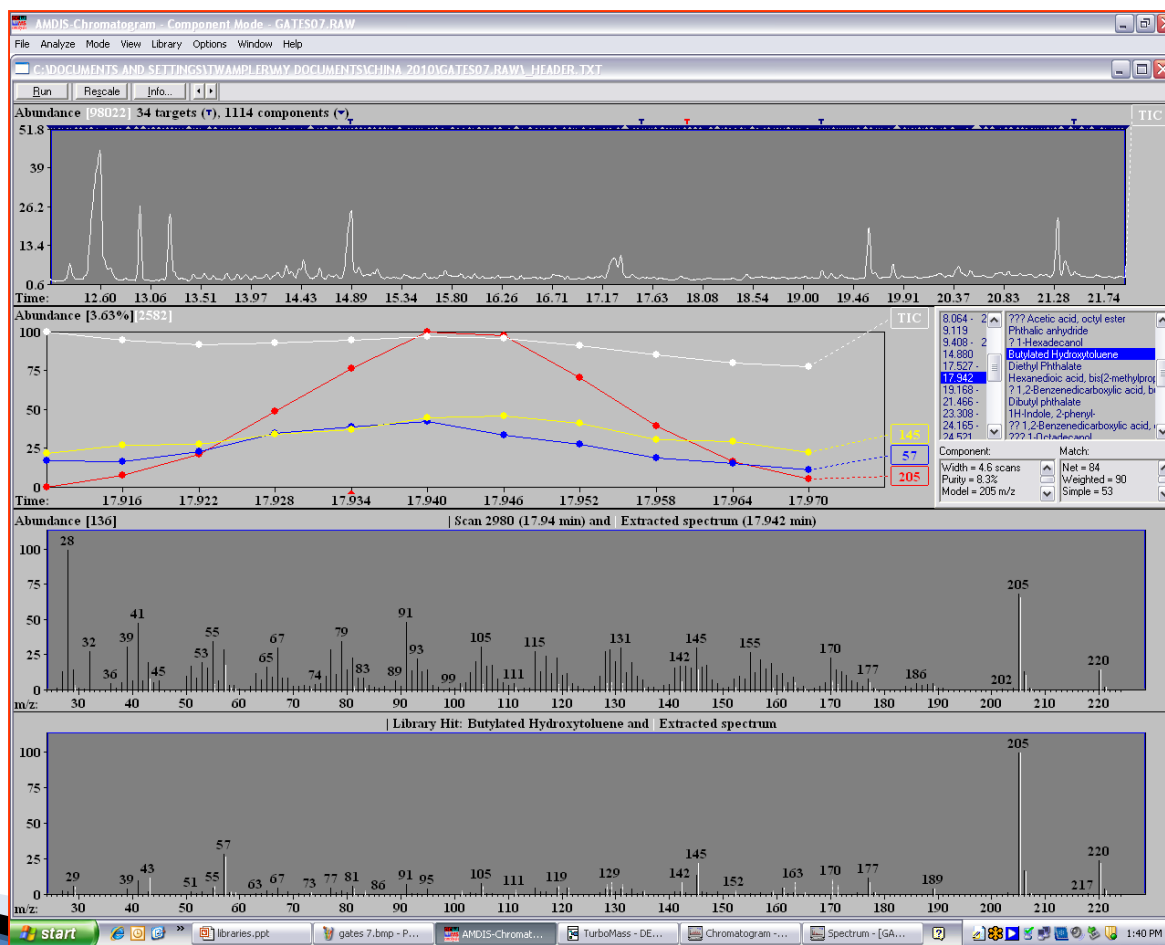 AMDIS-Chromatogram - Component Mode - GATES07.RAW
File Analyze Mode View Library Options Window Help
C:\DOCUMENTS AND SETTINGS\TWAMPLER\MY DOCUMENTS\CHINA 2010\GATES07.RAW\_HEADER.TXT
Run Rescale Info...
Abundance [98022] 34 targets (T), 1114 components (▼) TIC
51.8
39
26.2
13.4
0.6
Time: 12.60 13.06 13.51 13.97 14.43 14.89 15.34 15.80 16.26 16.71 17.17 17.63 18.08 18.54 19.00 19.46 19.91 20.37 20.83 21.28 21.74
Abundance [3.63%] [2582] TIC
100
75
50
25
0
145
57
205
Time: 17.916 17.922 17.928 17.934 17.940 17.946 17.952 17.958 17.964 17.970
8.064 - 2 ??? Acetic acid, octyl ester
9.119 Phthalic anhydride
9.408 - 2 ? 1-Hexadecanol
14.880 Butylated Hydroxytoluene
17.527 - Diethyl Phthalate
17.942 Hexanedioic acid, bis(2-methylprop
19.168 - ? 1,2-Benzenedicarboxylic acid, b
21.466 - Dibutyl phthalate
23.308 - 1H-Indole, 2-phenyl-
24.165 - ?? 1,2-Benzenedicarboxylic acid,
24.521 ??? 1-Octadecanol
Component: Match:
Width = 4.6 scans Net = 84
Purity = 8.3% Weighted = 90
Model = 205 m/z Simple = 53
Abundance [136] | Scan 2980 (17.94 min) and | Extracted spectrum (17.942 min)
100
75
50
25
0
28 32 36 39 41 45 53 55 65 67 74 79 83 89 91 93 99 105 111 115 131 142 145 155 170 177 186 202 205 220
m/z: 30 40 50 60 70 80 90 100 110 120 130 140 150 160 170 180 190 200 210 220
| Library Hit: Butylated Hydroxytoluene and | Extracted spectrum
100
75
50
25
0
29 39 43 51 55 57 63 67 73 77 81 86 91 95 105 111 119 129 142 145 152 163 170 177 189 205 217 220
m/z: 30 40 50 60 70 80 90 100 110 120 130 140 150 160 170 180 190 200 210 220
start » libraries.ppt gates 7.bmp - P... AMDIS-Chromat... TurboMass - DE... Chromatogram -... Spectrum - [GA... 1:40 PM